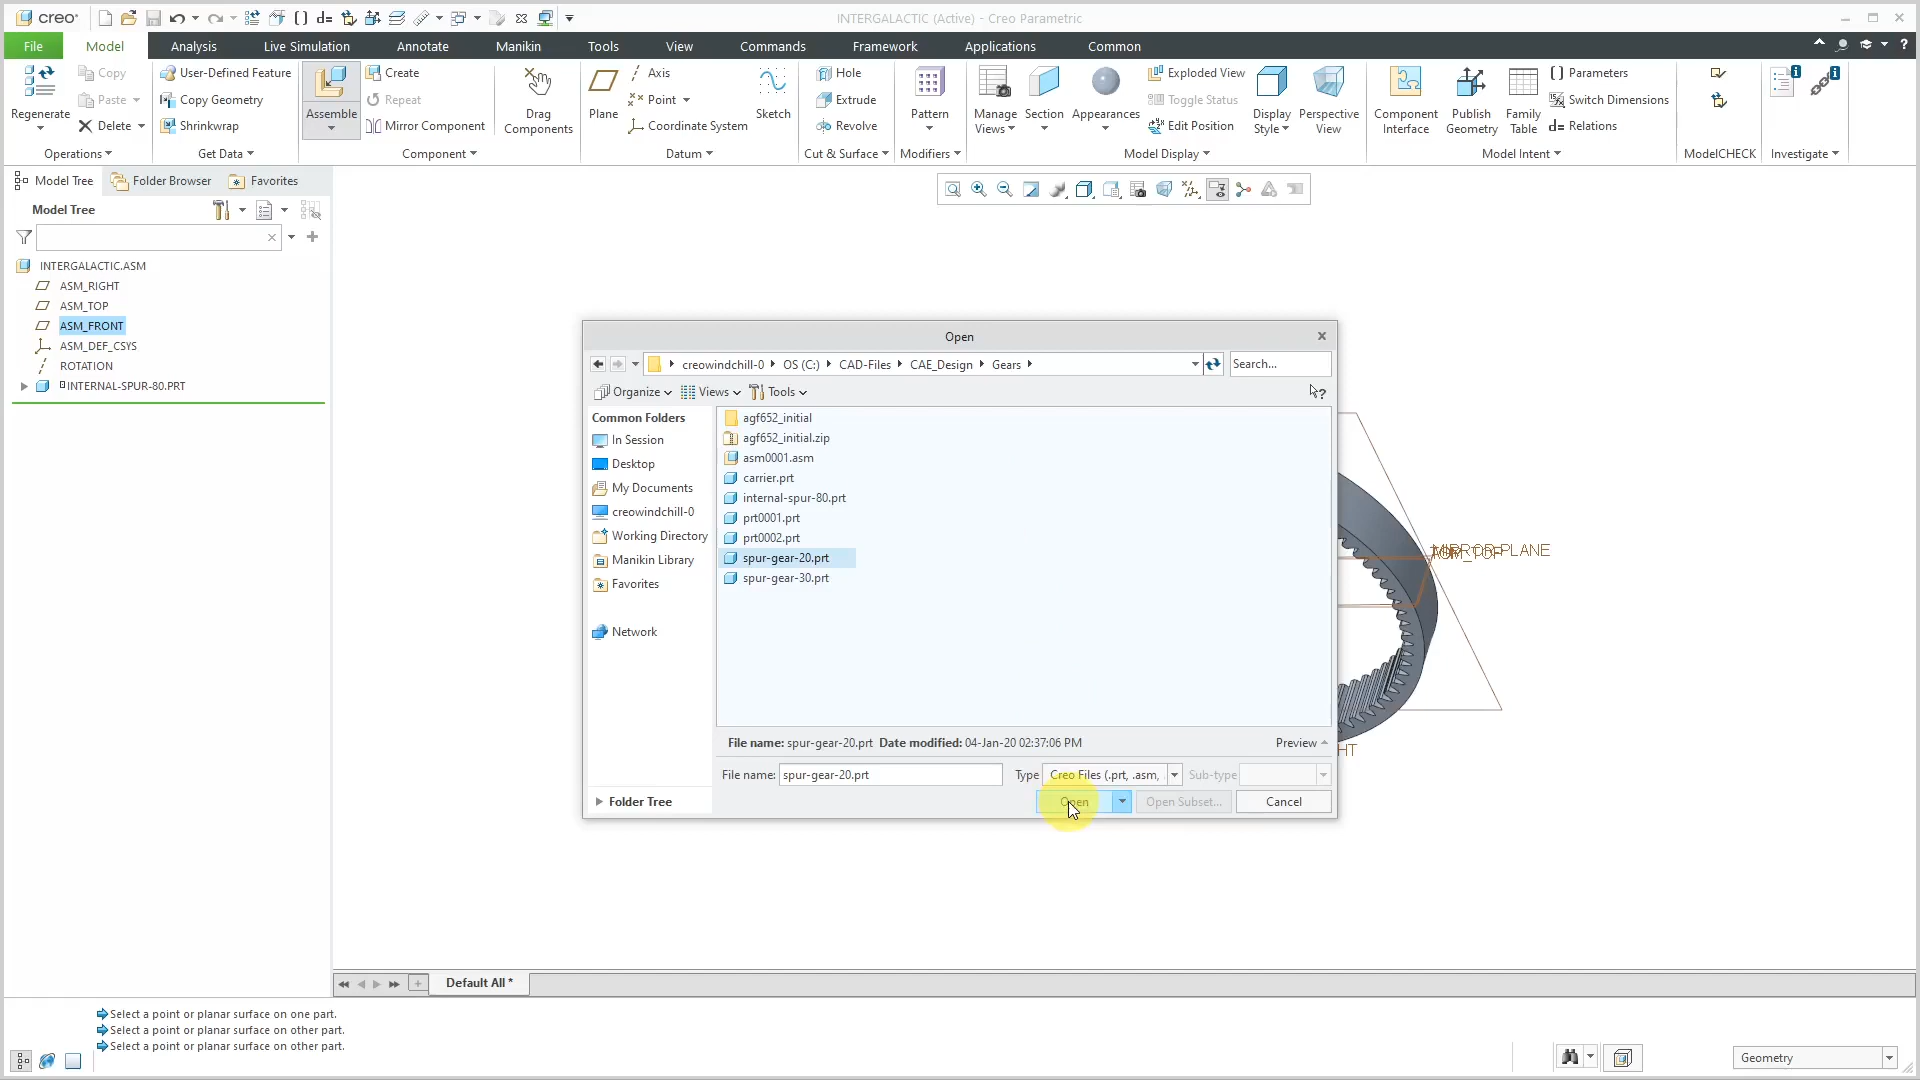 creo
INTERGALACTIC (Active) - Creo Parametric
File
Model
Analysis
Live Simulation
Annotate
Manikin
Tools
View
Commands
Framework
Applications
Common
Regenerate
Copy
Paste
Delete
Operations
User-Defined Feature
Copy Geometry
Shrinkwrap
Get Data
Assemble
Create
Repeat
Mirror Component
Component
Drag Components
Plane
Axis
Point
Coordinate System
Sketch
Datum
Hole
Extrude
Revolve
Cut & Surface
Pattern
Modifiers
Manage Views
Section
Appearances
Exploded View
Toggle Status
Edit Position
Display Style
Perspective View
Model Display
Component Interface
Publish Geometry
Family Table
Parameters
Switch Dimensions
d= Relations
Model Intent
ModelCHECK
Investigate
Model Tree
Folder Browser
Favorites
Model Tree
INTERGALACTIC.ASM
ASM_RIGHT
ASM_TOP
ASM_FRONT
ASM_DEF_CSYS
ROTATION
INTERNAL-SPUR-80.PRT
Open
creowindchill-0
OS (C:)
CAD-Files
CAE_Design
Gears
Search...
Organize
Views
Tools
Common Folders
In Session
Desktop
My Documents
creowindchill-0
Working Directory
Manikin Library
Favorites
Network
Folder Tree
agf652_initial
agf652_initial.zip
asm0001.asm
carrier.prt
internal-spur-80.prt
prt0001.prt
prt0002.prt
spur-gear-20.prt
spur-gear-30.prt
File name: spur-gear-20.prt Date modified: 04-Jan-20 02:37:06 PM
Preview
File name: spur-gear-20.prt
Type Creo Files (.prt, .asm,
Sub-type
Open
Open Subset...
Cancel
MIRROR-PLANE
HT
Default All *
Select a point or planar surface on one part.
Select a point or planar surface on other part.
Select a point or planar surface on other part.
Geometry